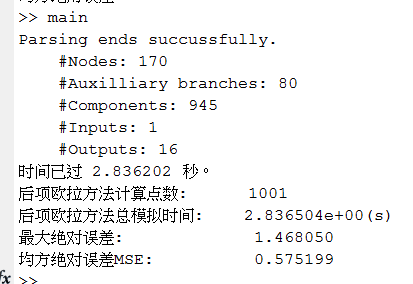 >> main
Parsing ends succussfully.
#Nodes: 170
#Auxilliary branches: 80
#Components: 945
#Inputs: 1
#Outputs: 16
时间已过 2.836202 秒。
后项欧拉方法计算点数: 1001
后项欧拉方法总模拟时间: 2.836504e+00(s)
最大绝对误差: 1.468050
均方绝对误差MSE: 0.575199
fx >>